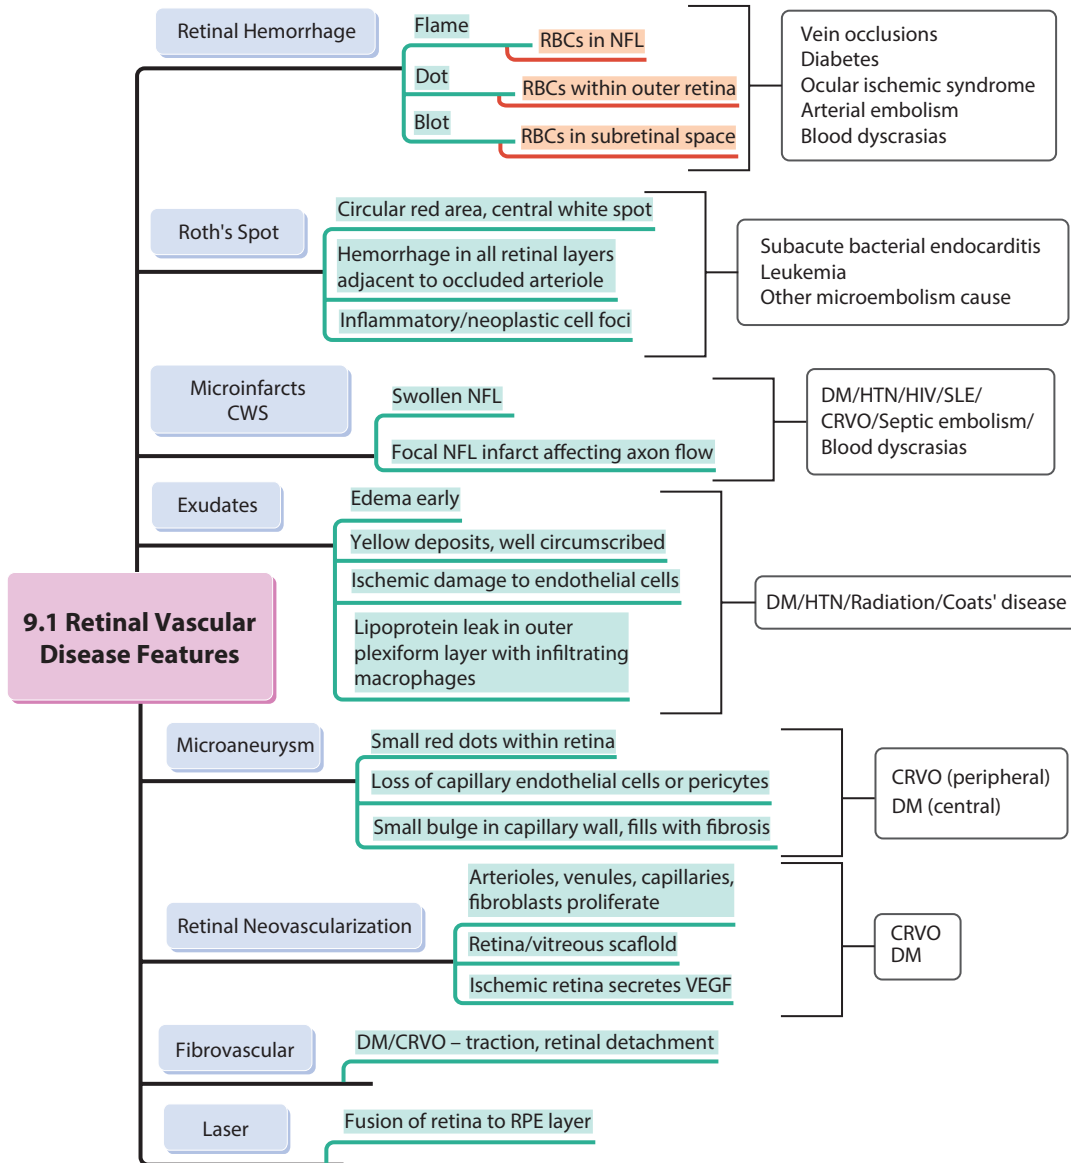 9.1 Retinal Vascular
Disease Features
Retinal Hemorrhage
Flame
RBCs in NFL
Dot
RBCs within outer retina
Blot
RBCs in subretinal space
Vein occlusions
Diabetes
Ocular ischemic syndrome
Arterial embolism
Blood dyscrasias
Roth's Spot
Circular red area, central white spot
Hemorrhage in all retinal layers
adjacent to occluded arteriole
Inflammatory/neoplastic cell foci
Subacute bacterial endocarditis
Leukemia
Other microembolism cause
Microinfarcts
CWS
Swollen NFL
Focal NFL infarct affecting axon flow
DM/HTN/HIV/SLE/
CRVO/Septic embolism/
Blood dyscrasias
Exudates
Edema early
Yellow deposits, well circumscribed
Ischemic damage to endothelial cells
Lipoprotein leak in outer
plexiform layer with infiltrating
macrophages
DM/HTN/Radiation/Coats' disease
Microaneurysm
Small red dots within retina
Loss of capillary endothelial cells or pericytes
Small bulge in capillary wall, fills with fibrosis
CRVO (peripheral)
DM (central)
Retinal Neovascularization
Arterioles, venules, capillaries,
fibroblasts proliferate
Retina/vitreous scaflold
Ischemic retina secretes VEGF
CRVO
DM
Fibrovascular
DM/CRVO – traction, retinal detachment
Laser
Fusion of retina to RPE layer